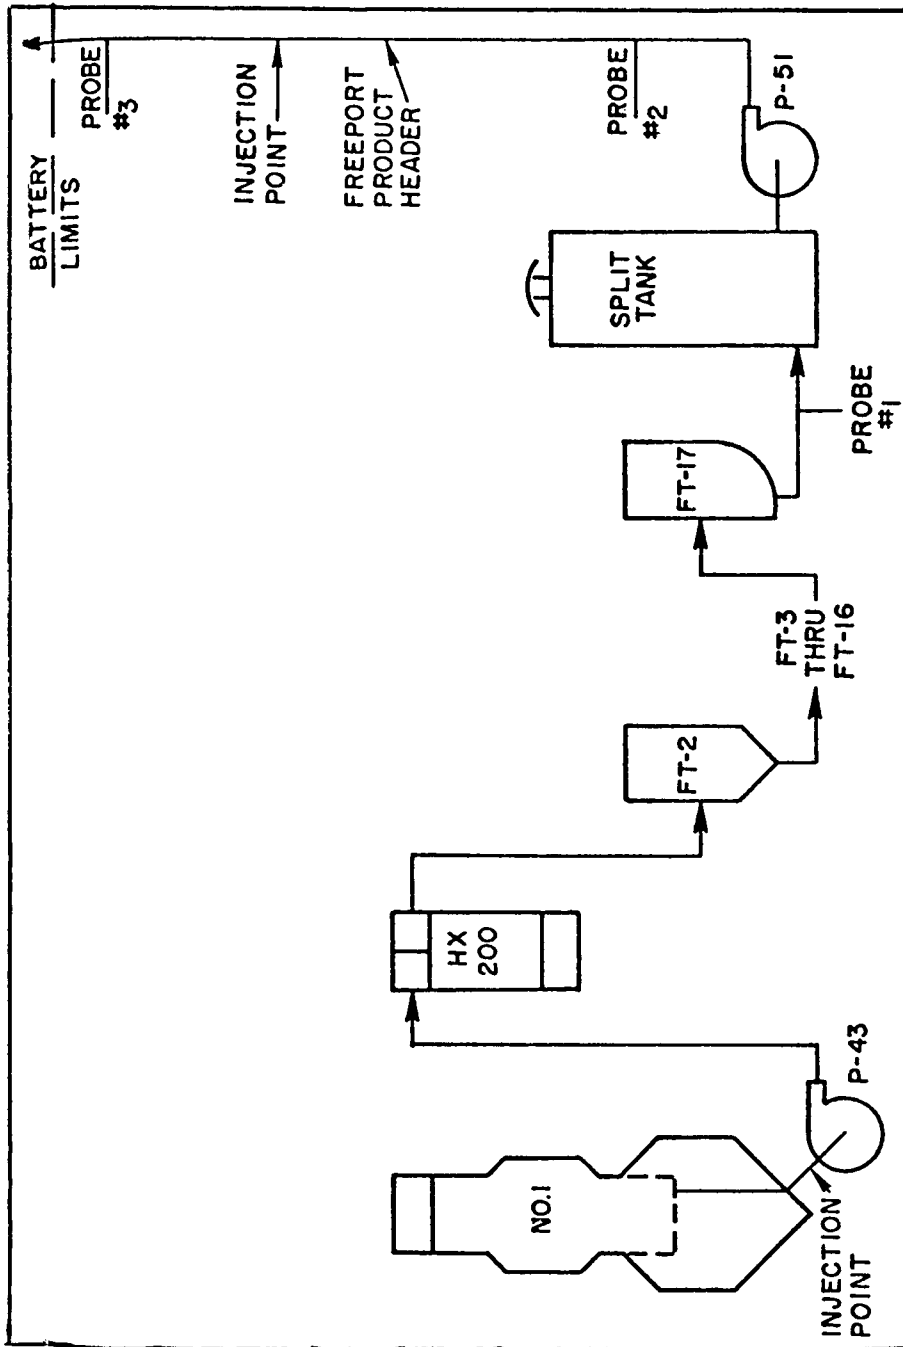 NO.1
INJECTION
POINT
P-43
HX
200
FT-2
FT-3
THRU
FT-16
FT-17
PROBE
#1
SPLIT
TANK
P-51
PROBE
#2
FREEPORT
PRODUCT
HEADER
INJECTION
POINT
PROBE
#3
BATTERY
LIMITS